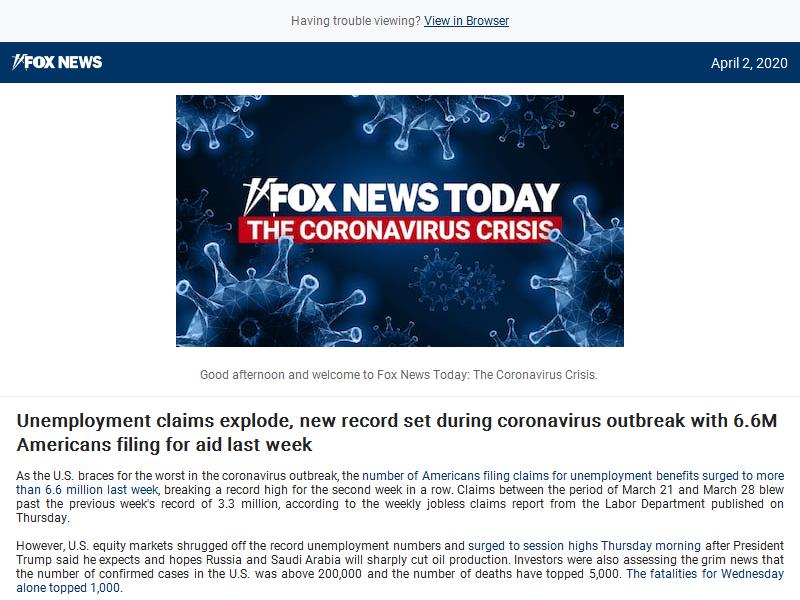 Having trouble viewing? View in Browser
FOX NEWS
April 2, 2020
FOX NEWS TODAY
THE CORONAVIRUS CRISIS
Good afternoon and welcome to Fox News Today: The Coronavirus Crisis.
Unemployment claims explode, new record set during coronavirus outbreak with 6.6M
Americans filing for aid last week
As the U.S. braces for the worst in the coronavirus outbreak, the number of Americans filing claims for unemployment benefits surged to more
than 6.6 million last week, breaking a record high for the second week in a row. Claims between the period of March 21 and March 28 blew
past the previous week's record of 3.3 million, according to the weekly jobless claims report from the Labor Department published on
Thursday.
However, U.S. equity markets shrugged off the record unemployment numbers and surged to session highs Thursday morning after President
Trump said he expects and hopes Russia and Saudi Arabia will sharply cut oil production. Investors were also assessing the grim news that
the number of confirmed cases in the U.S. was above 200,000 and the number of deaths have topped 5,000. The fatalities for Wednesday
alone topped 1,000.